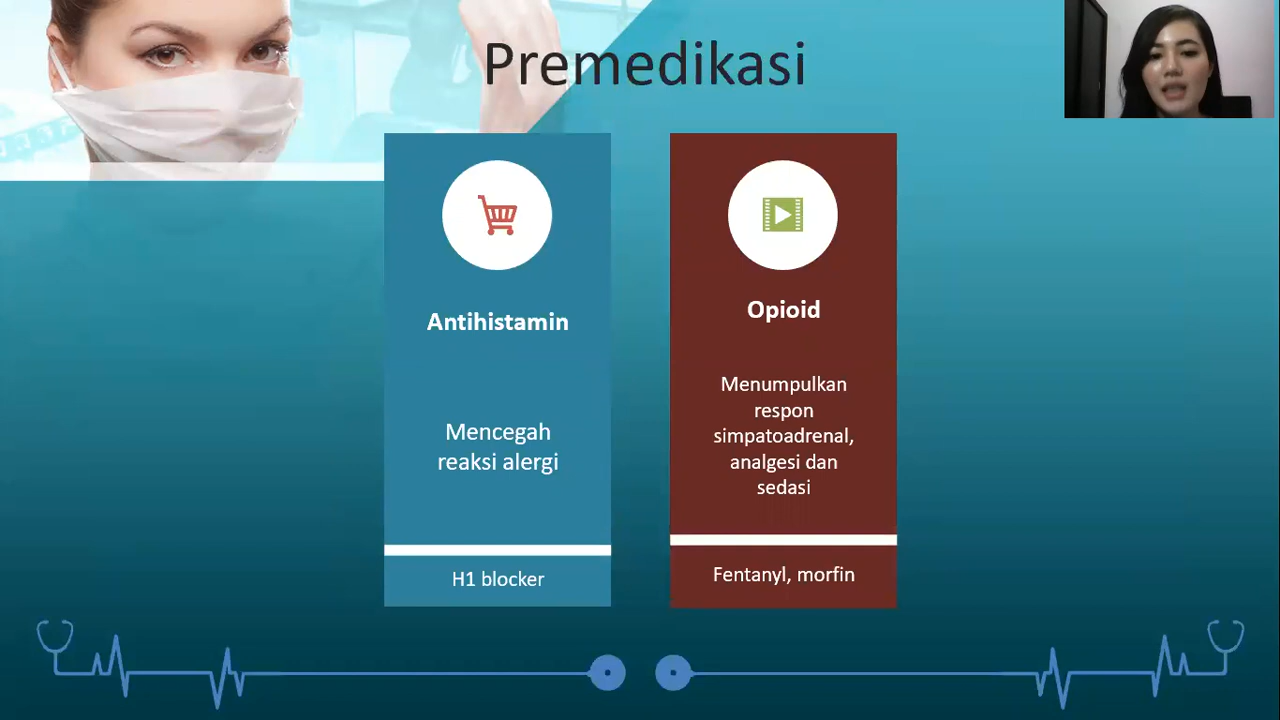 Premedikasi
Antihistamin
Mencegah
reaksi alergi
H1 blocker
Opioid
Menumpulkan
respon
simpatoadrenal,
analgesi dan
sedasi
Fentanyl, morfin